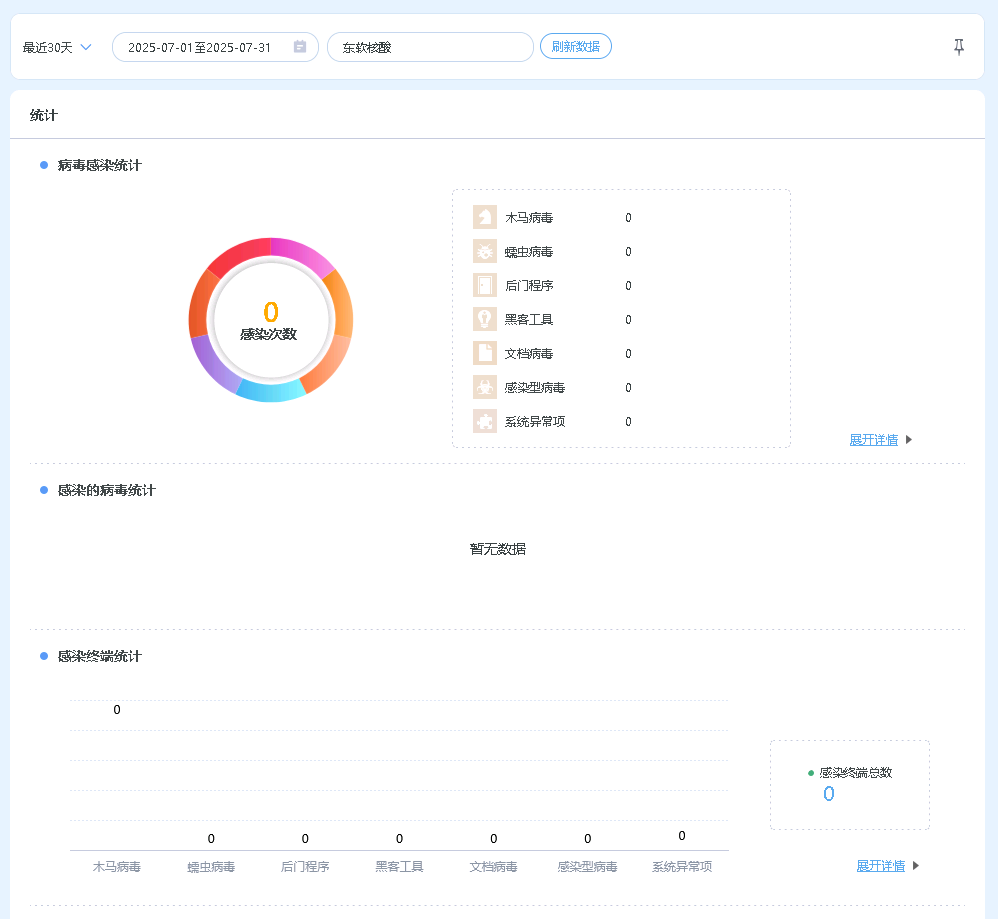 最近30天 2025-07-01至2025-07-31 东软核酸 刷新数据
统计
病毒感染统计
0
感染次数
木马病毒 0
蠕虫病毒 0
后门程序 0
黑客工具 0
文档病毒 0
感染型病毒 0
系统异常项 0
展开详情
感染的病毒统计
暂无数据
感染终端统计
0
0 0 0 0 0 0
木马病毒 蠕虫病毒 后门程序 黑客工具 文档病毒 感染型病毒 系统异常项
感染终端总数
0
展开详情